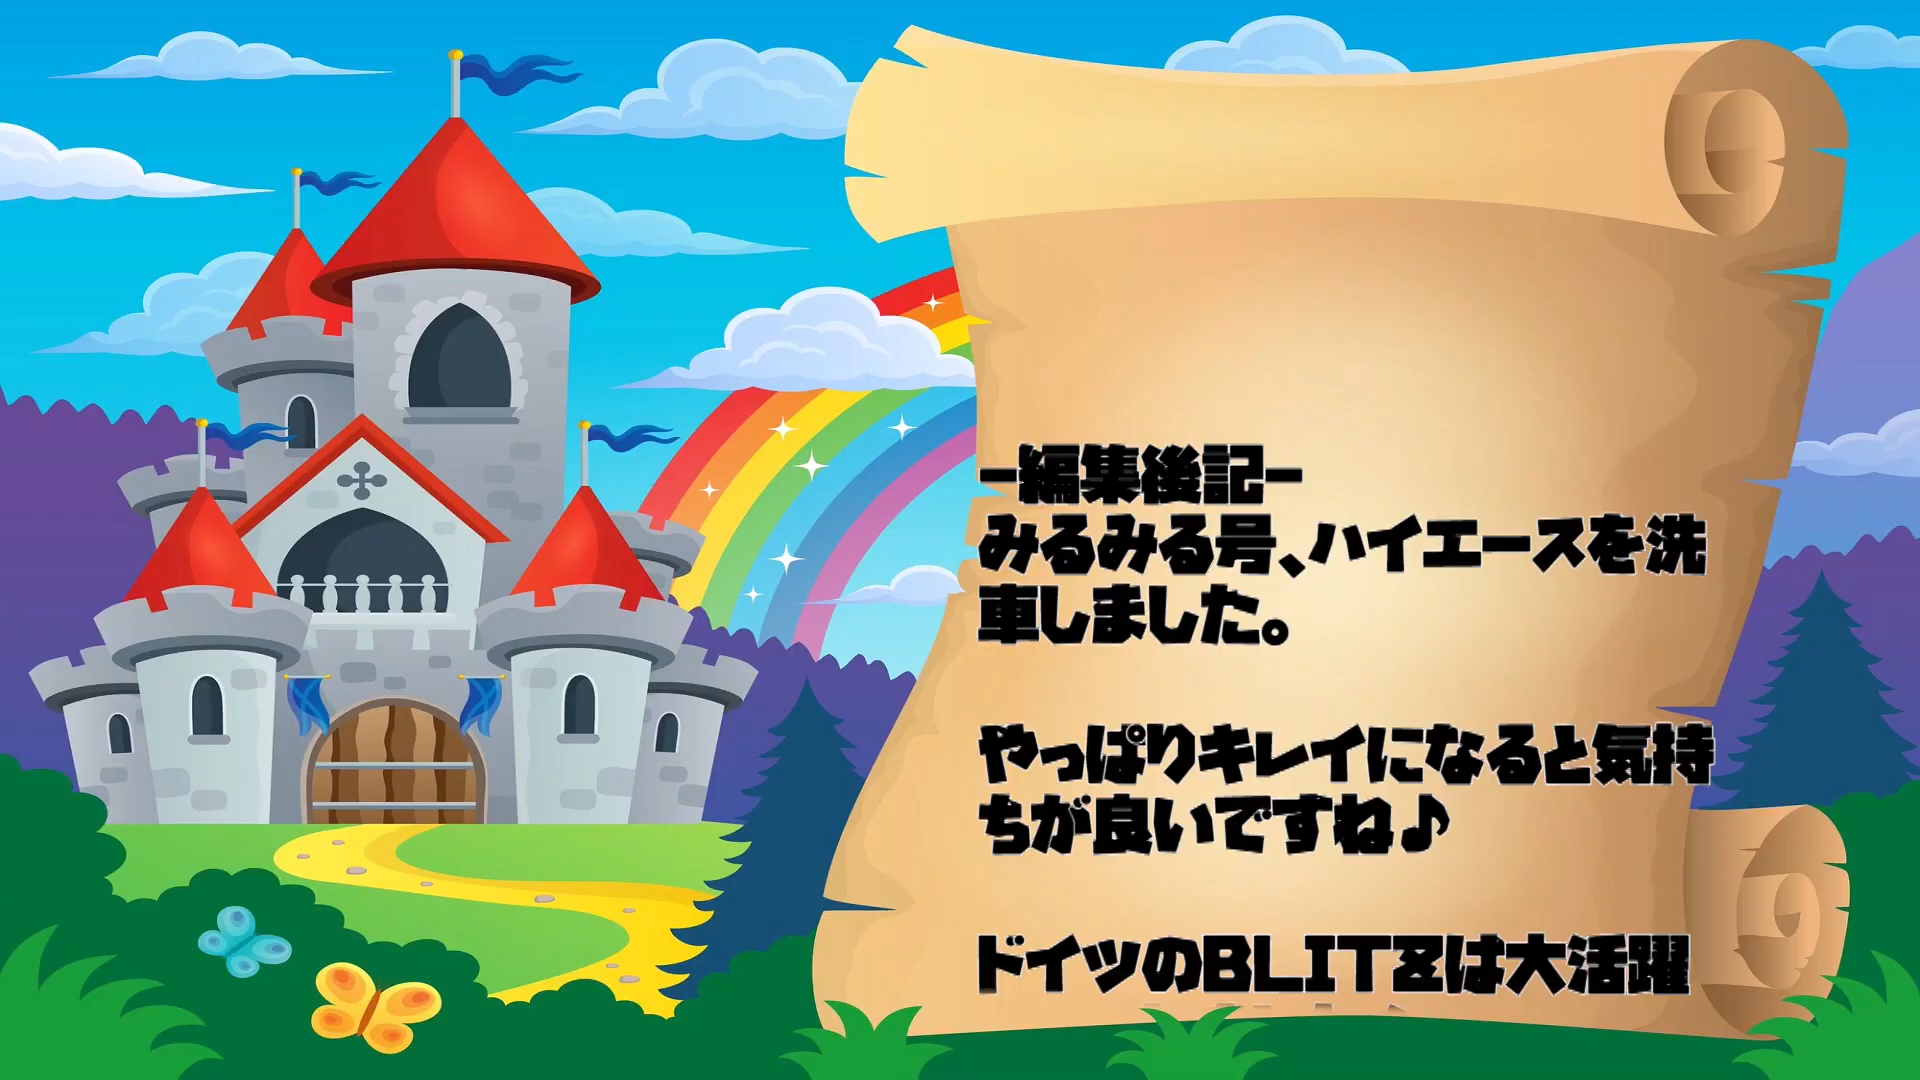 －編集後記－
みるみる号、ハイエースを洗
車しました。
やっぱりキレイになると気持
ちが良いですね♪
ドイツのBLITZは大活躍